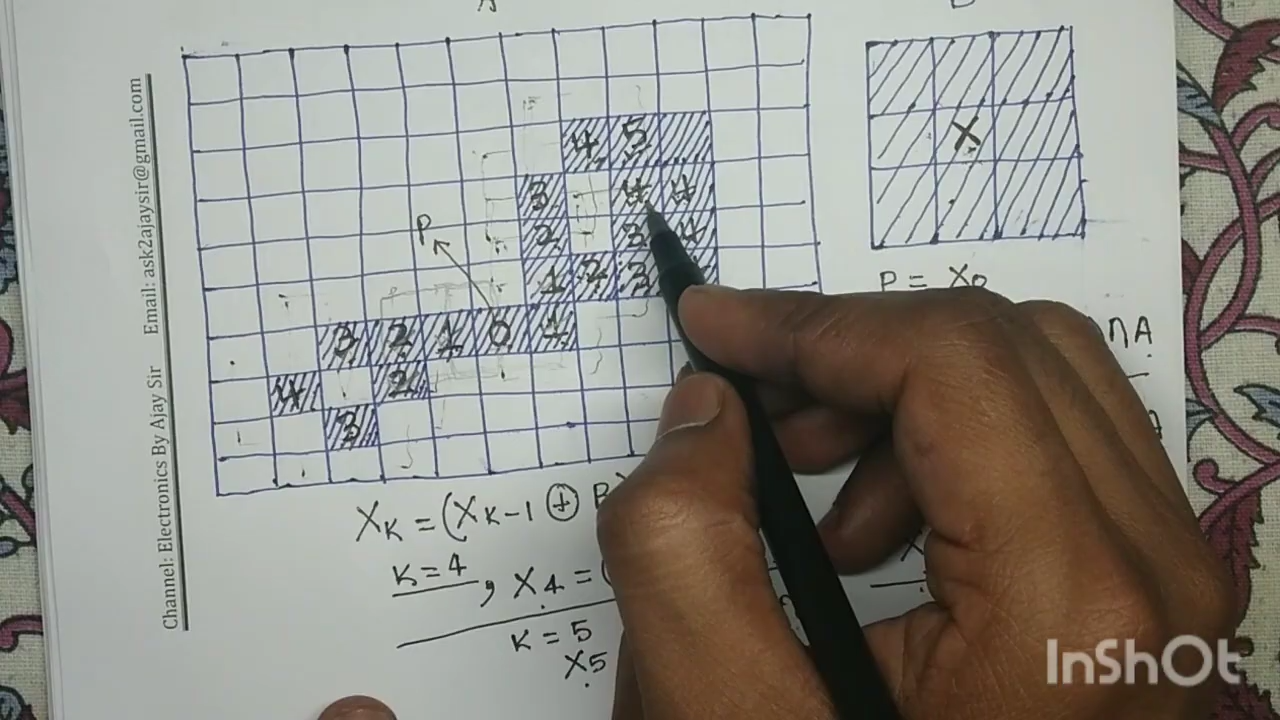 A
4 5
3 4 4
P
2 3 4
1 2 3
3 2 1 0 1
4 2
3
X
P = X0
∩A
A
XK = (XK-1 ⊕ B)
K=4, X4 = (
K = 5
X5
Channel: Electronics By Ajay Sir Email: ask2ajaysir@gmail.com
InShOt